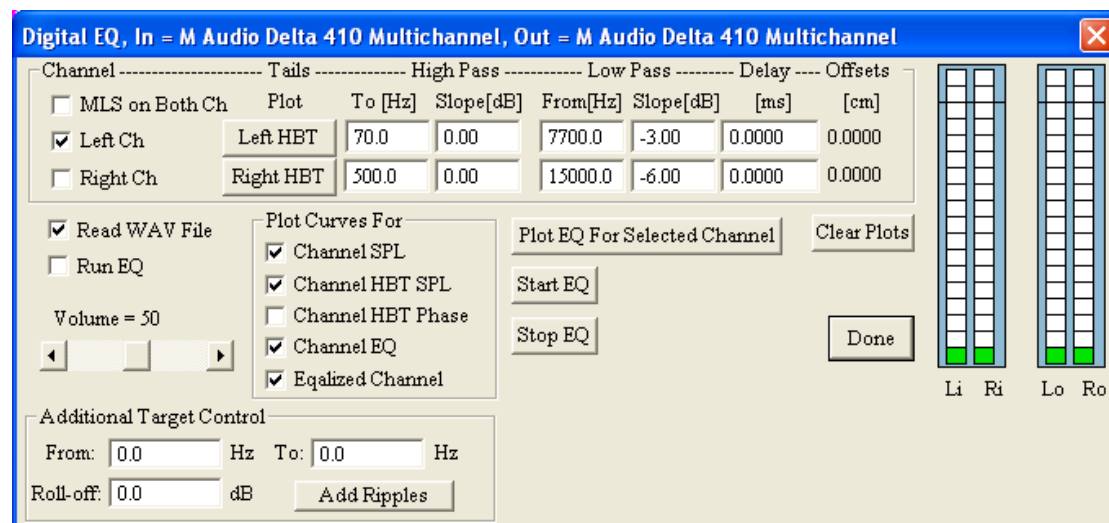 Digital EQ, In = M Audio Delta 410 Multichannel, Out = M Audio Delta 410 Multichannel
Channel ---------------------- Tails -------------- High Pass ------------ Low Pass --------- Delay ---- Offsets
MLS on Both Ch Plot To [Hz] Slope[dB] From[Hz] Slope[dB] [ms] [cm]
Left Ch Left HBT 70.0 0.00 7700.0 -3.00 0.0000 0.0000
Right Ch Right HBT 500.0 0.00 15000.0 -6.00 0.0000 0.0000
Read WAV File
Run EQ
Volume = 50
Plot Curves For
Channel SPL
Channel HBT SPL
Channel HBT Phase
Channel EQ
Eqalized Channel
Plot EQ For Selected Channel
Clear Plots
Start EQ
Stop EQ
Done
Li Ri Lo Ro
Additional Target Control
From: 0.0 Hz To: 0.0 Hz
Roll-off: 0.0 dB Add Ripples